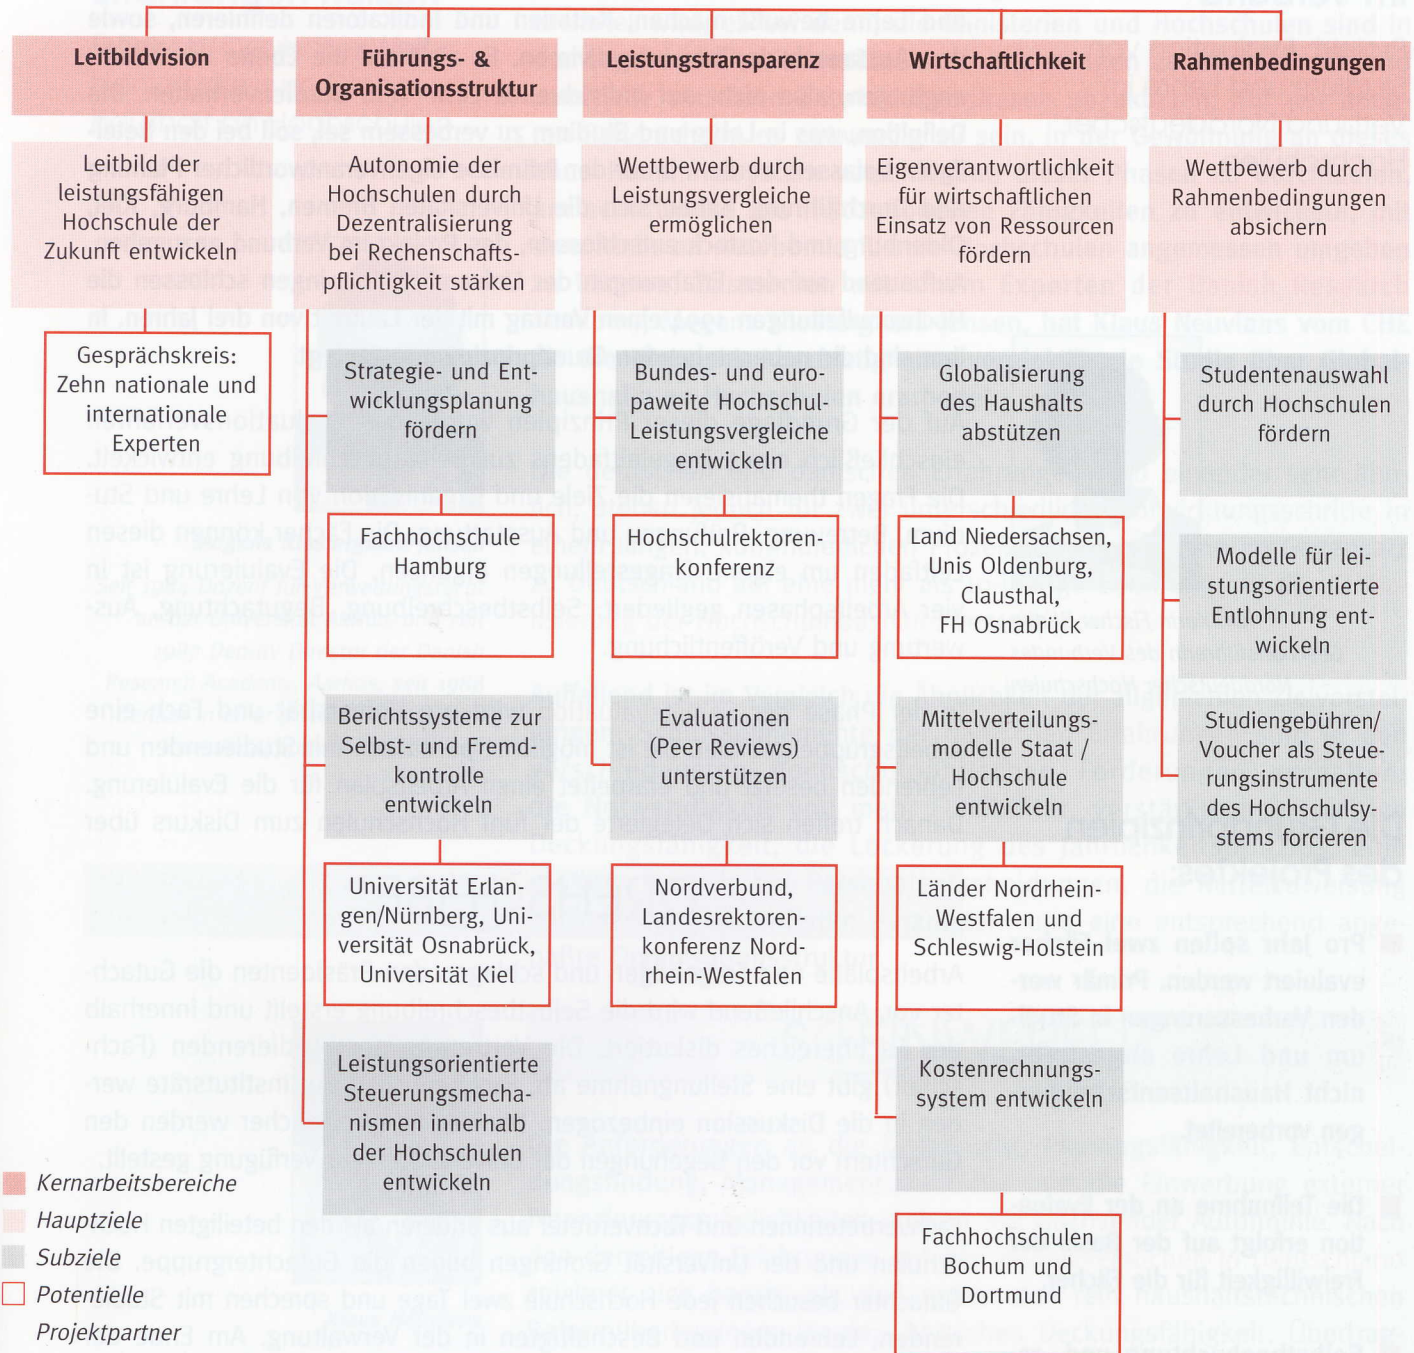 Leitbildvision
Führungs- &
Organisationsstruktur
Leistungstransparenz
Wirtschaftlichkeit
Rahmenbedingungen
Leitbild der
leistungsfähigen
Hochschule der
Zukunft entwickeln
Autonomie der
Hochschulen durch
Dezentralisierung
bei Rechenschafts-
pflichtigkeit stärken
Wettbewerb durch
Leistungsvergleiche
ermöglichen
Eigenverantwortlichkeit
für wirtschaftlichen
Einsatz von Ressourcen
fördern
Wettbewerb durch
Rahmenbedingungen
absichern
Gesprächskreis:
Zehn nationale und
internationale
Experten
Strategie- und Ent-
wicklungsplanung
fördern
Fachhochschule
Hamburg
Berichtssysteme zur
Selbst- und Fremd-
kontrolle
entwickeln
Universität Erlan-
gen/Nürnberg, Uni-
versität Osnabrück,
Universität Kiel
Leistungsorientierte
Steuerungsmecha-
nismen innerhalb
der Hochschulen
entwickeln
Bundes- und euro-
paweite Hochschul-
Leistungsvergleiche
entwickeln
Hochschulrektoren-
konferenz
Evaluationen
(Peer Reviews)
unterstützen
Nordverbund,
Landesrektoren-
konferenz Nord-
rhein-Westfalen
Globalisierung
des Haushalts
abstützen
Land Niedersachsen,
Unis Oldenburg,
Clausthal,
FH Osnabrück
Mittelverteilungs-
modelle Staat /
Hochschule
entwickeln
Länder Nordrhein-
Westfalen und
Schleswig-Holstein
Kostenrechnungs-
system entwickeln
Fachhochschulen
Bochum und
Dortmund
Studentenauswahl
durch Hochschulen
fördern
Modelle für lei-
stungsorientierte
Entlohnung ent-
wickeln
Studiengebühren/
Voucher als Steue-
rungsinstrumente
des Hochschulsy-
stems forcieren
Kernarbeitsbereiche
Hauptziele
Subziele
Potentielle
Projektpartner